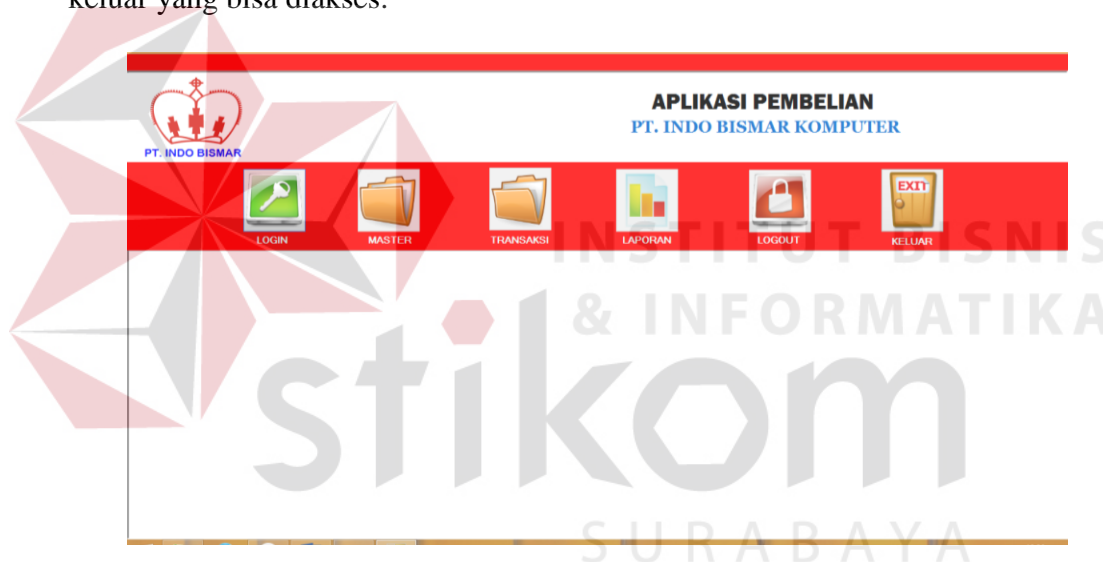 keluar yang bisa diakses.
APLIKASI PEMBELIAN
PT. INDO BISMAR KOMPUTER
PT. INDO BISMAR
EXIT
LOGIN MASTER TRANSAKSI LAPORAN LOGOUT KELUAR
INSTITUT BISNIS
& INFORMATIKA
stikom
SURABAYA